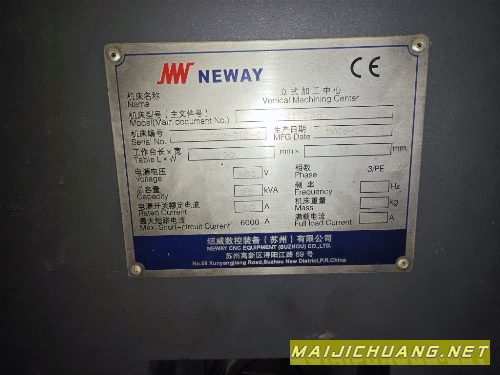 NEWAY CE
机床名称 立式加工中心
Name Vertical Machining Center
机床型号（主文件号）
Model(Main document No.)
机床编号 生产日期
Serial No. MFG Date
工作台长×宽
Table L×W mm× mm
电源电压 V 相数 3/PE
Voltage Phase
总容量 kVA 频率 Hz
Capacity Frequency
电源开关额定电流 A 机床重量 kg
Rated Current Mass
最大短路电流 6000 A 满载电流 A
Max. Short-circuit Current Full load Current
纽威数控装备（苏州）有限公司
NEWAY CNC EQUIPMENT (SUZHOU) CO.,LTD.
苏州高新区浔阳江路 69 号
No.69 Xunyangjiang Road,Suzhou New District,P.R.China
MAIJICHUANG.NET